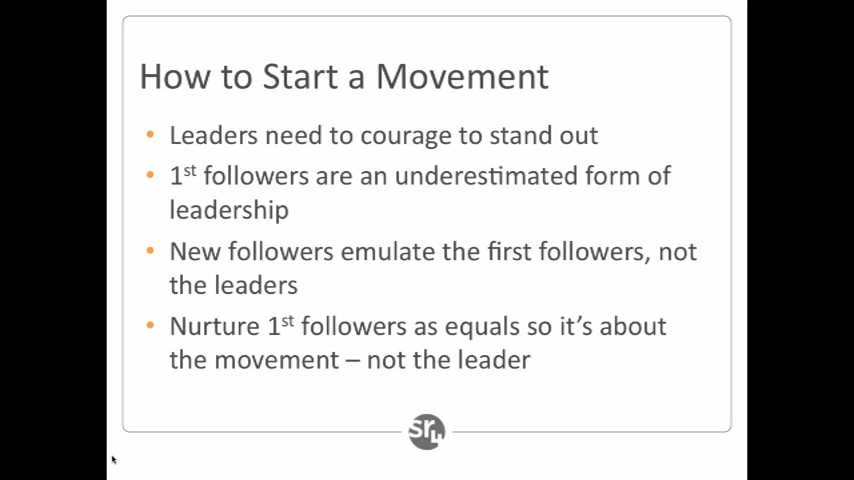 How to Start a Movement
• Leaders need to courage to stand out
• 1st followers are an underestimated form of
leadership
• New followers emulate the first followers, not
the leaders
• Nurture 1st followers as equals so it's about
the movement – not the leader
sr4